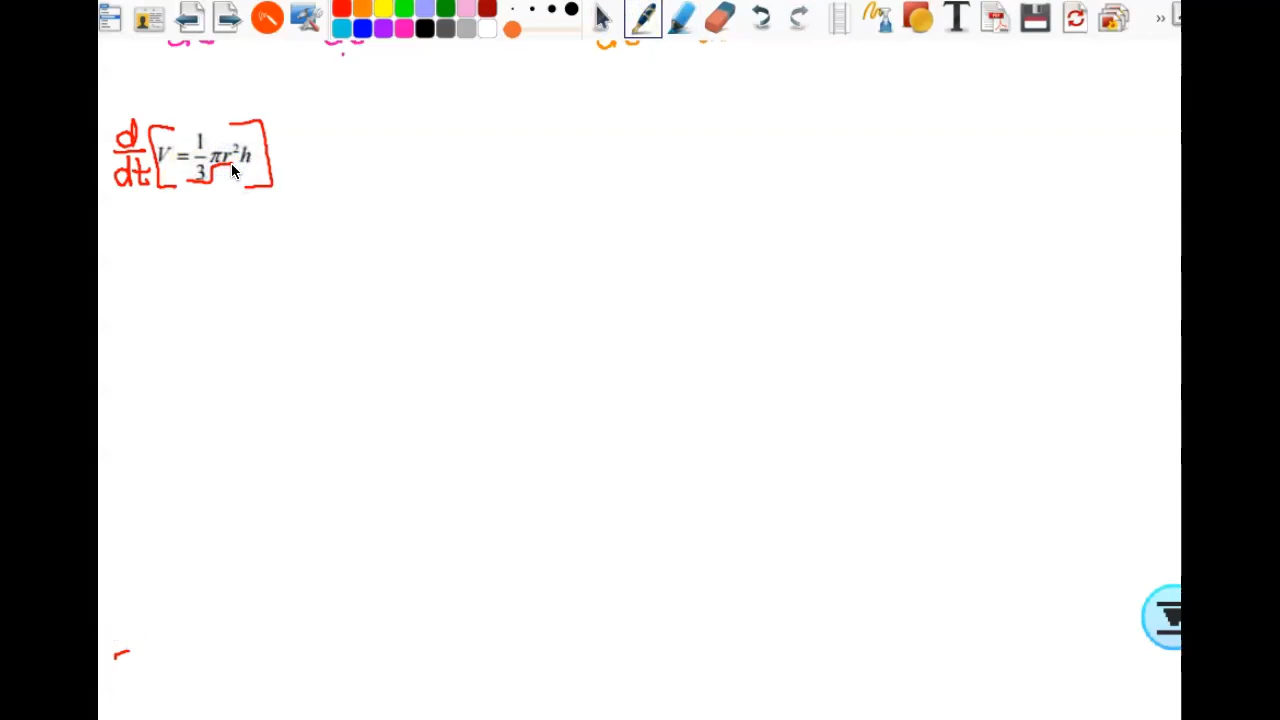 d/dt [V = 1/3 πr²h]